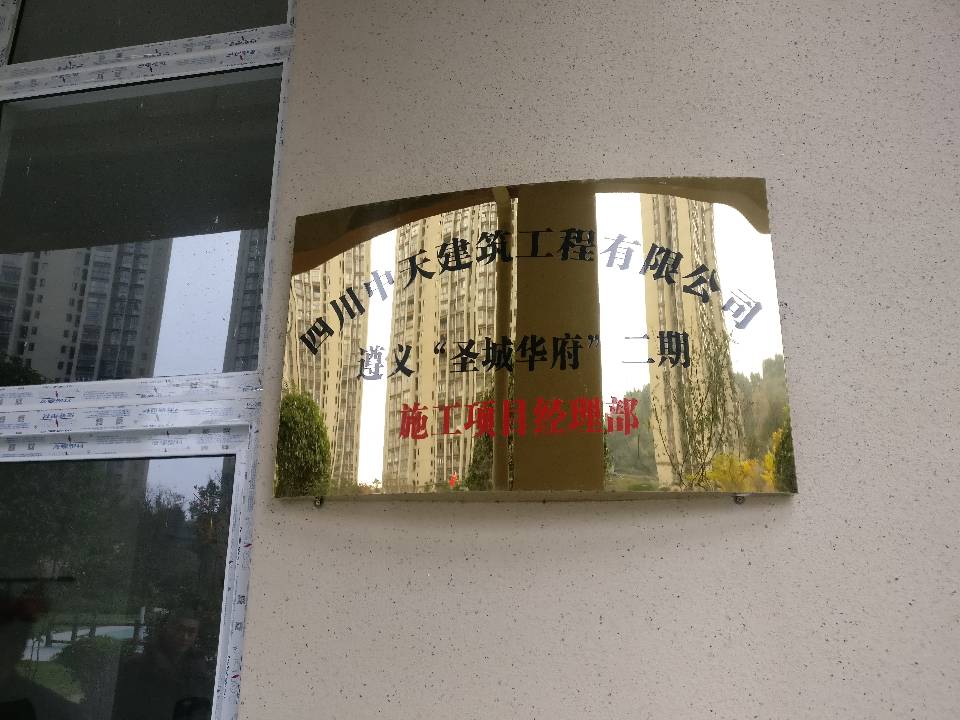 四川中天建筑工程有限公司
遵义“圣城华府”二期
施工项目经理部